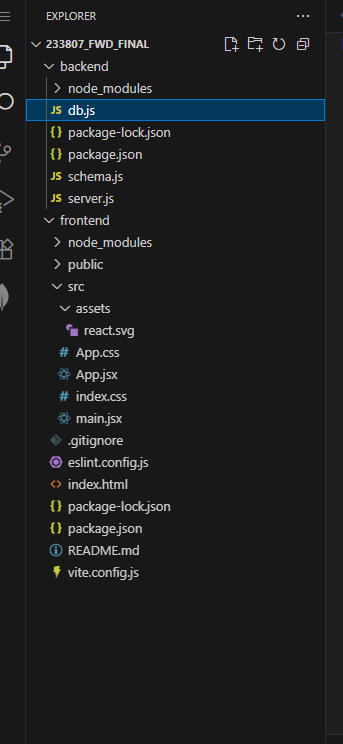 EXPLORER
233807_FWD_FINAL
backend
node_modules
JS db.js
{} package-lock.json
{} package.json
JS schema.js
JS server.js
frontend
node_modules
public
src
assets
react.svg
# App.css
App.jsx
# index.css
main.jsx
.gitignore
eslint.config.js
<> index.html
{} package-lock.json
{} package.json
README.md
vite.config.js